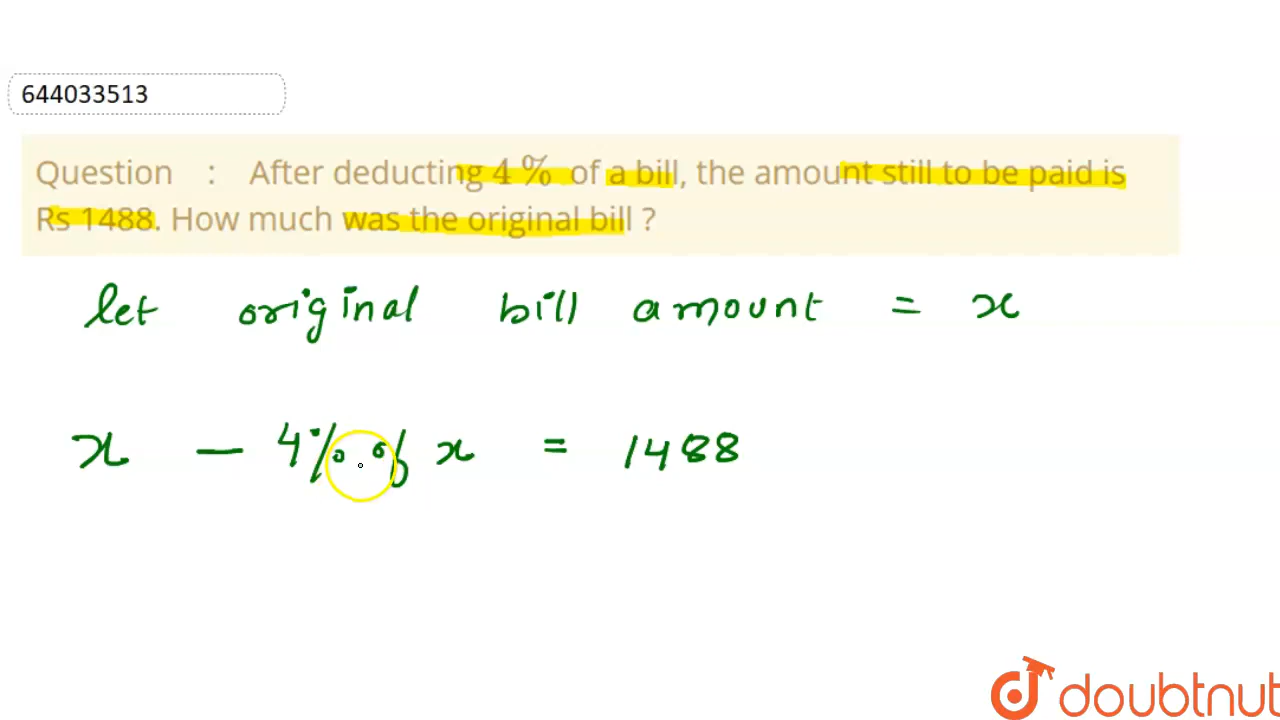 644033513
Question : After deducting 4 % of a bill, the amount still to be paid is
Rs 1488. How much was the original bill ?
let original bill amount = x
x - 4% of x = 1488
doubtnut